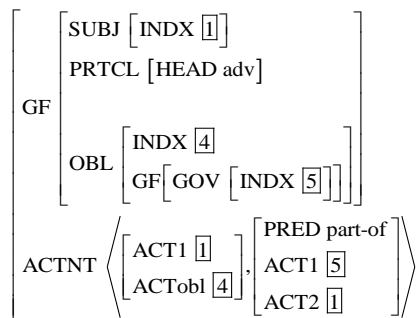 SUBJ [INDX 1]
PRTCL [HEAD adv]
GF
INDX 4
OBL
GF[GOV [INDX 5]]
PRED part-of
ACT1 1
ACTNT
, ACT1 5
ACTobl 4
ACT2 1